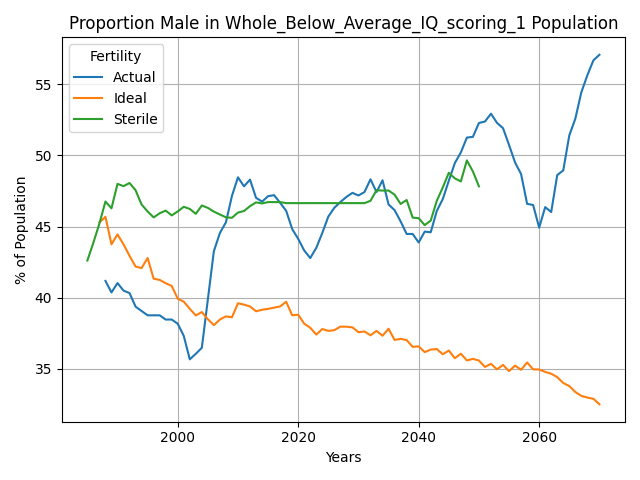 Proportion Male in Whole_Below_Average_IQ_scoring_1 Population
Fertility
Actual
Ideal
Sterile
% of Population
55
50
45
40
35
2000
2020
2040
2060
Years